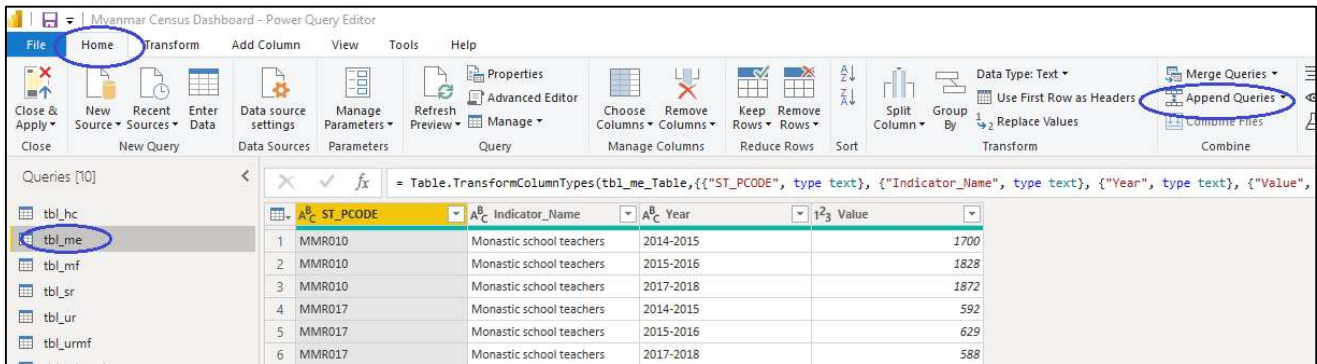 Myanmar Census Dashboard - Power Query Editor
File Home Transform Add Column View Tools Help
Close & Apply
New Source
Recent Sources
Enter Data
Data source settings
Manage Parameters
Refresh Preview
Properties
Advanced Editor
Manage
Choose Columns
Remove Columns
Keep Rows
Remove Rows
Split Column
Group By
Data Type: Text
Use First Row as Headers
Replace Values
Merge Queries
Append Queries
Combine Files
Close New Query Data Sources Parameters Query Manage Columns Reduce Rows Sort Transform Combine
Queries [10]
fx = Table.TransformColumnTypes(tbl_me_Table,{{"ST_PCODE", type text}, {"Indicator_Name", type text}, {"Year", type text}, {"Value",
tbl_hc
tbl_me
tbl_mf
tbl_sr
tbl_ur
tbl_urmf
ABC ST_PCODE ABC Indicator_Name ABC Year 123 Value
1 MMR010 Monastic school teachers 2014-2015 1700
2 MMR010 Monastic school teachers 2015-2016 1828
3 MMR010 Monastic school teachers 2017-2018 1872
4 MMR017 Monastic school teachers 2014-2015 592
5 MMR017 Monastic school teachers 2015-2016 629
6 MMR017 Monastic school teachers 2017-2018 588